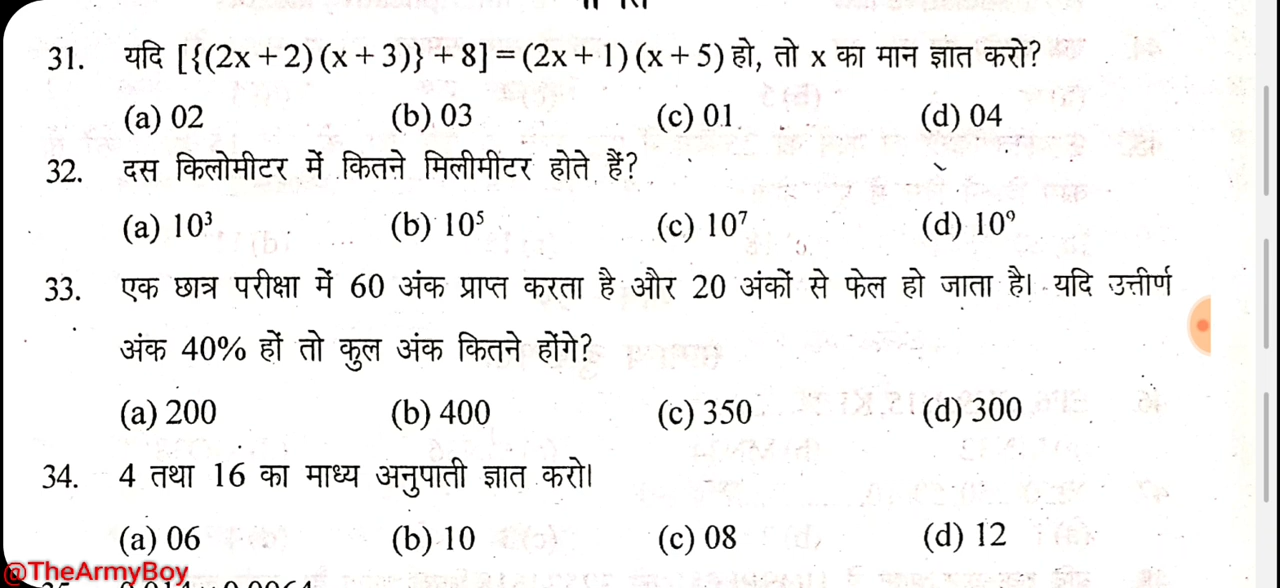 31. यदि [{(2x + 2) (x + 3)} + 8] = (2x + 1) (x + 5) हो, तो x का मान ज्ञात करो?
(a) 02 (b) 03 (c) 01 (d) 04
32. दस किलोमीटर में कितने मिलीमीटर होते हैं?
(a) 10³ (b) 10⁵ (c) 10⁷ (d) 10⁹
33. एक छात्र परीक्षा में 60 अंक प्राप्त करता है और 20 अंकों से फेल हो जाता है। यदि उत्तीर्ण
अंक 40% हों तो कुल अंक कितने होंगे?
(a) 200 (b) 400 (c) 350 (d) 300
34. 4 तथा 16 का माध्य अनुपाती ज्ञात करो।
(a) 06 (b) 10 (c) 08 (d) 12
@TheArmyBoy